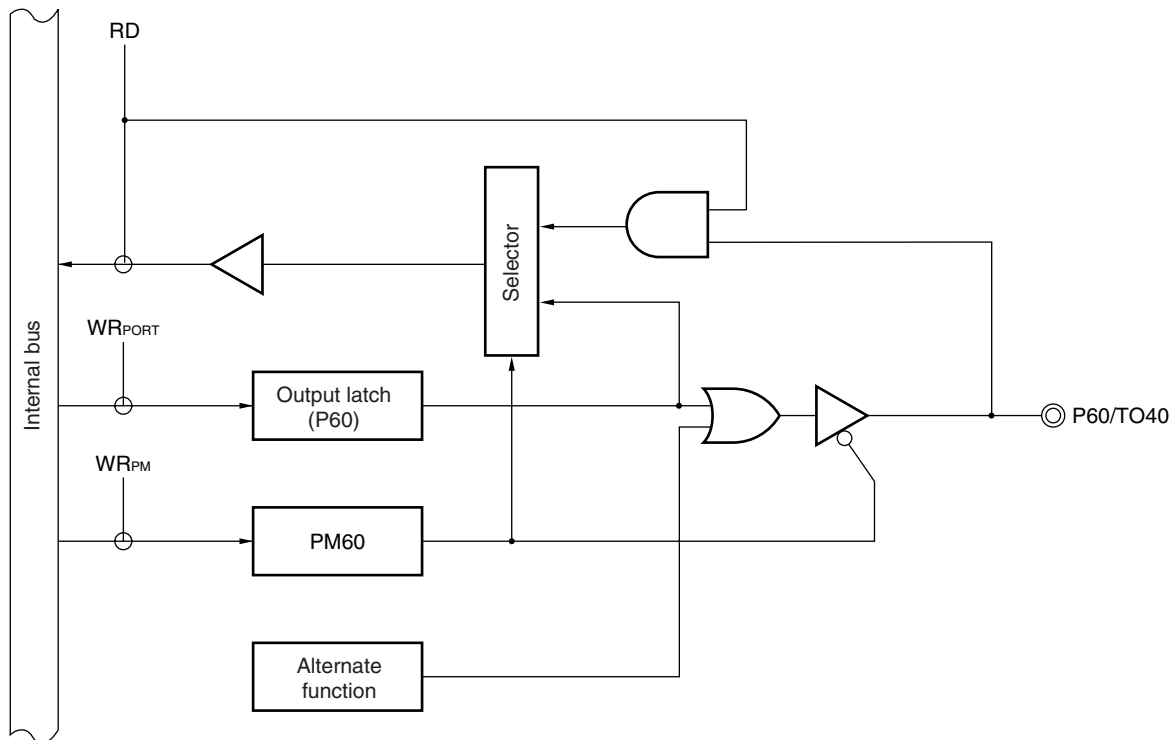 RD
Selector
Internal bus
WRPORT
Output latch
(P60)
P60/TO40
WRPM
PM60
Alternate
function